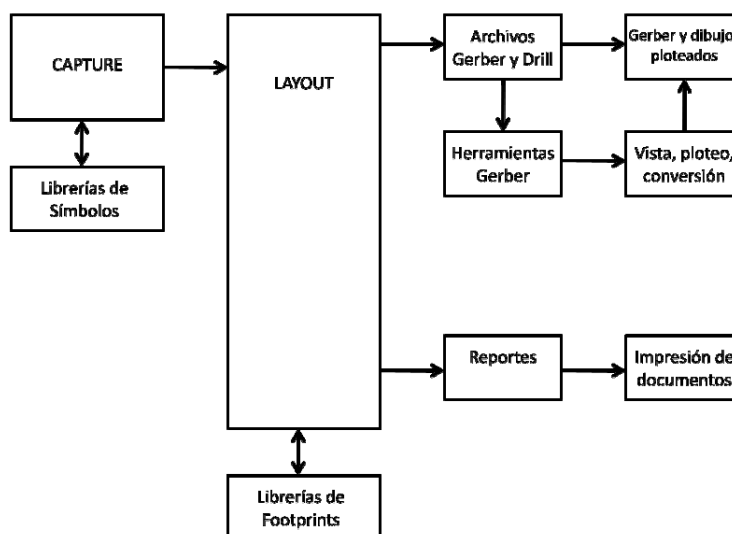 CAPTURE
Librerías de
Símbolos
LAYOUT
Librerías de
Footprints
Archivos
Gerber y Drill
Gerber y dibujo
ploteados
Herramientas
Gerber
Vista, ploteo,
conversión
Reportes
Impresión de
documentos